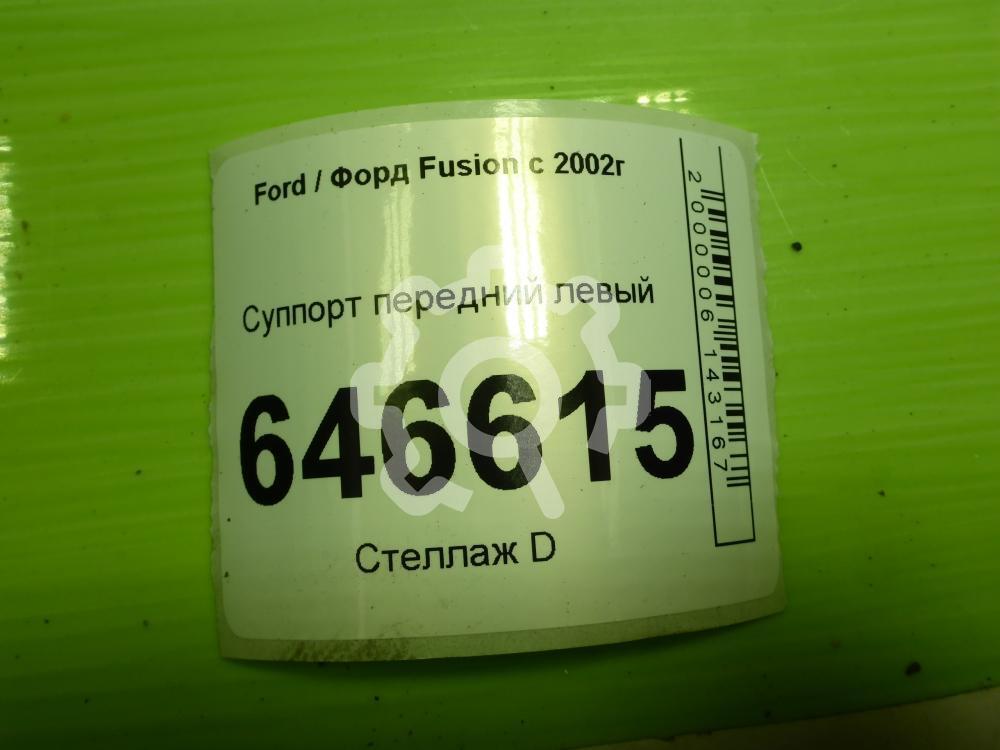 Ford / Форд Fusion с 2002г
Суппорт передний левый
646615
Стеллаж D
2000006143167